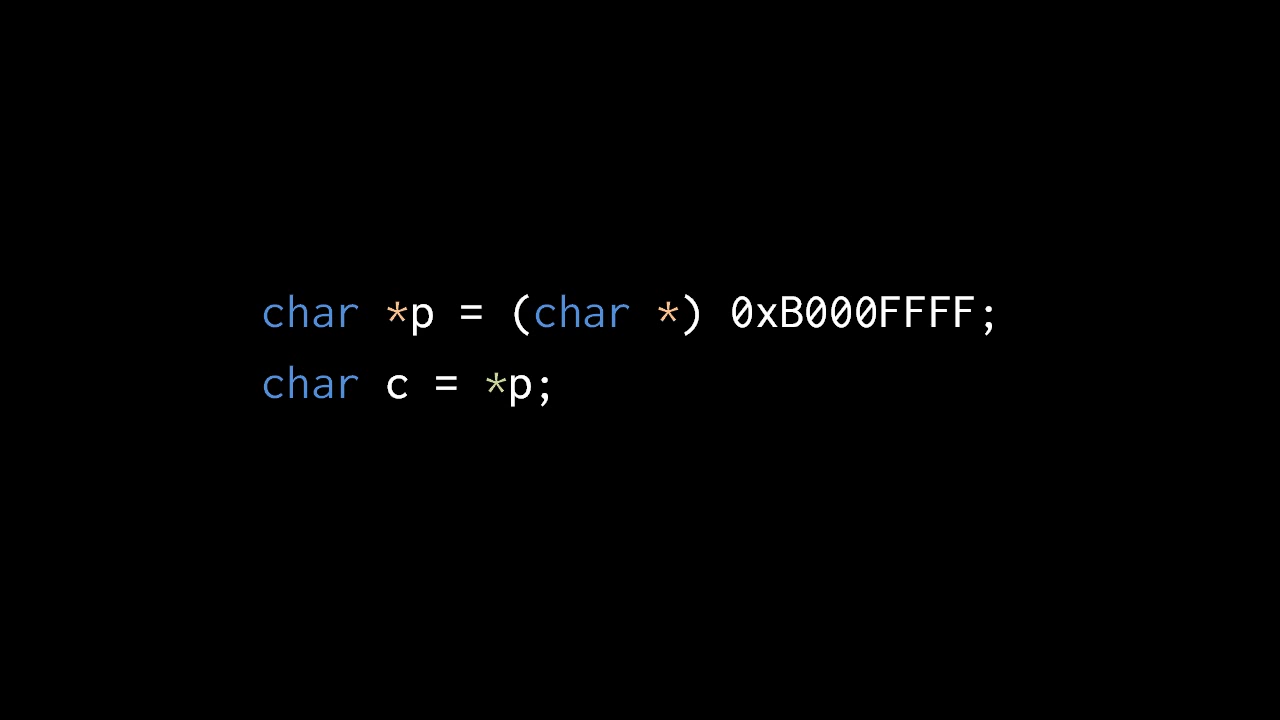 char *p = (char *) 0xB000FFFF;
char c = *p;